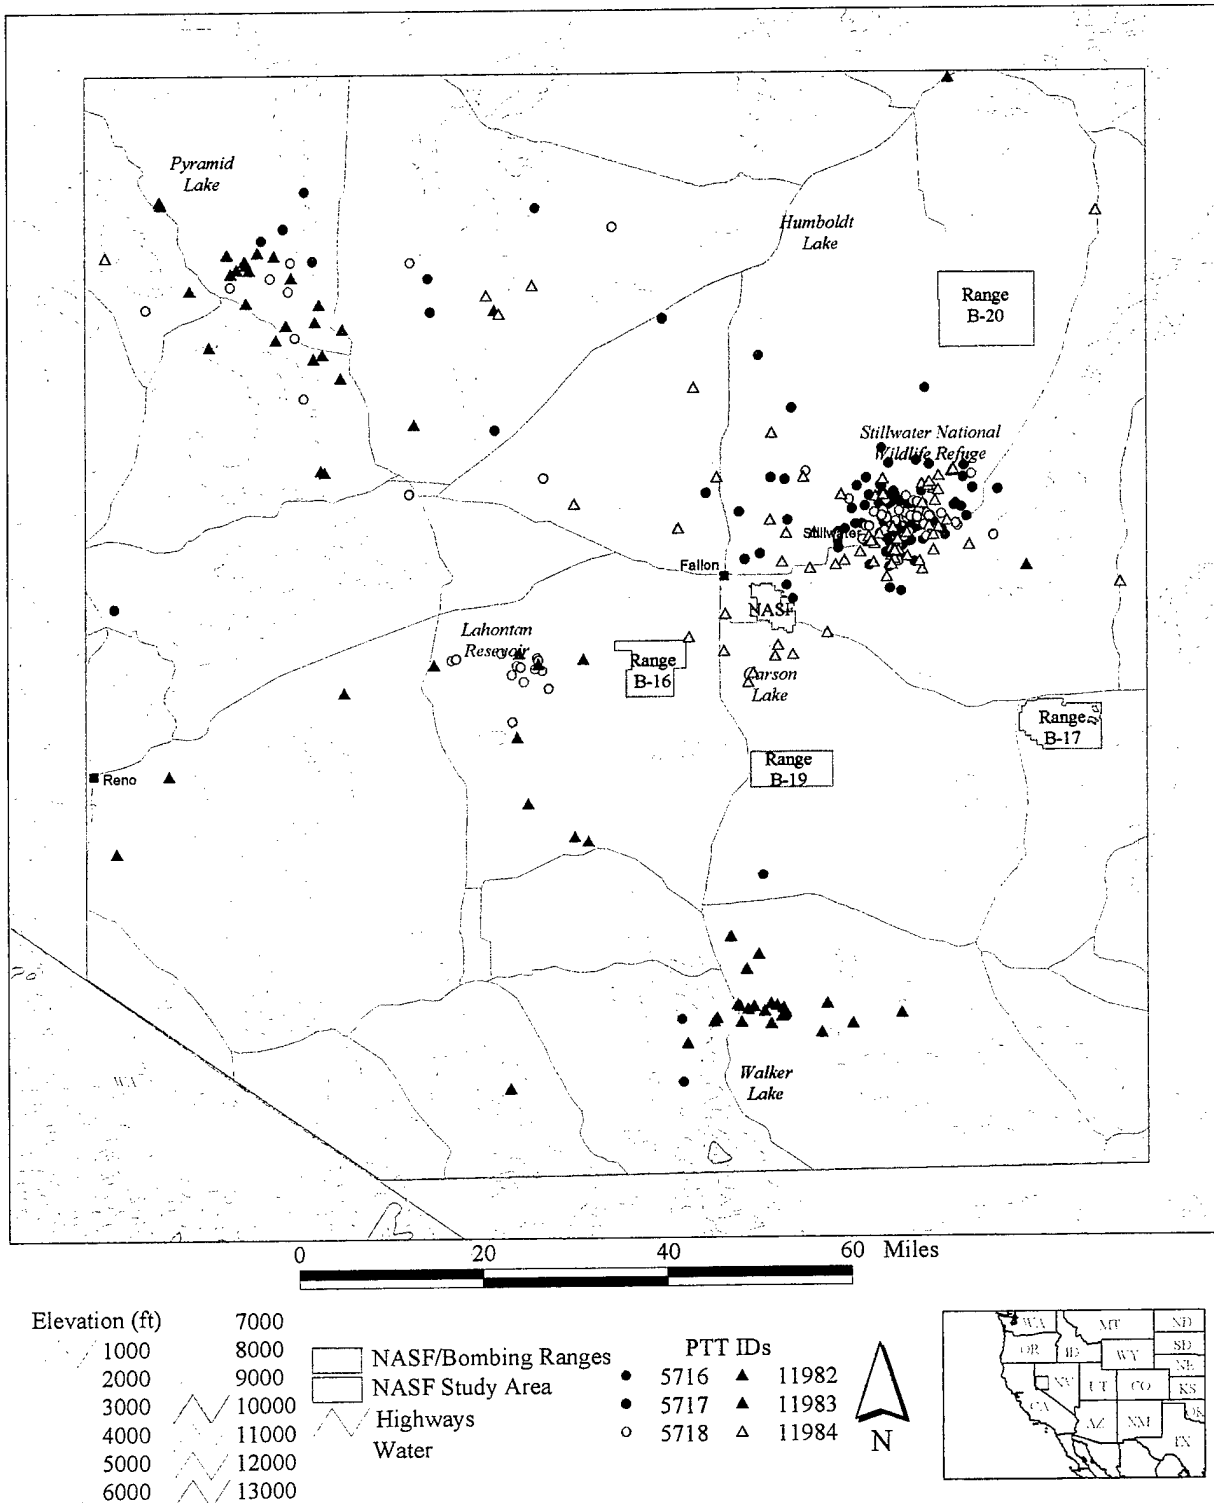 Pyramid
Lake
Humboldt
Lake
Range
B-20
Stillwater National
Wildlife Refuge
Stillwater
Fallon
NASF
Lahontan
Resevoir
Range
B-16
Carson
Lake
Range
B-17
Range
B-19
Reno
Walker
Lake
0 20 40 60 Miles
Elevation (ft)
1000
2000
3000
4000
5000
6000
7000
8000
9000
10000
11000
12000
13000
NASF/Bombing Ranges
NASF Study Area
Highways
Water
PTT IDs
5716 11982
5717 11983
5718 11984
N
WA MT ND
OR ID SD
WY NE
NV UT CO KS
CA AZ NM OK
TX